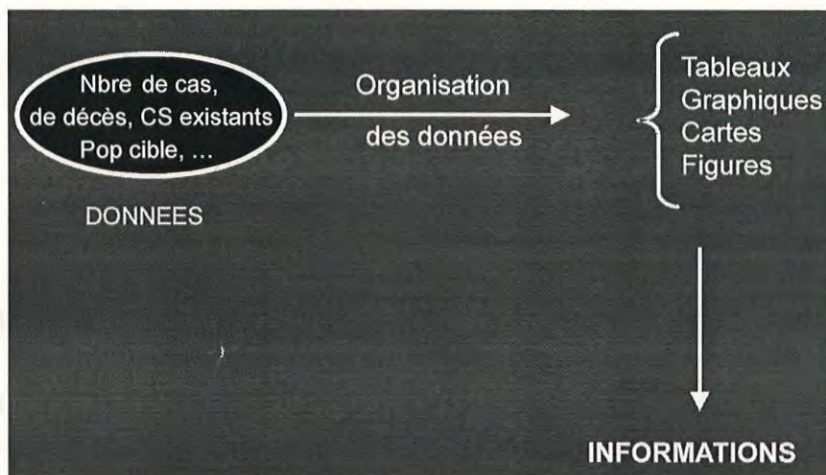 Nbre de cas,
de décès, CS existants
Pop cible, ...
DONNEES
Organisation
des données
Tableaux
Graphiques
Cartes
Figures
INFORMATIONS